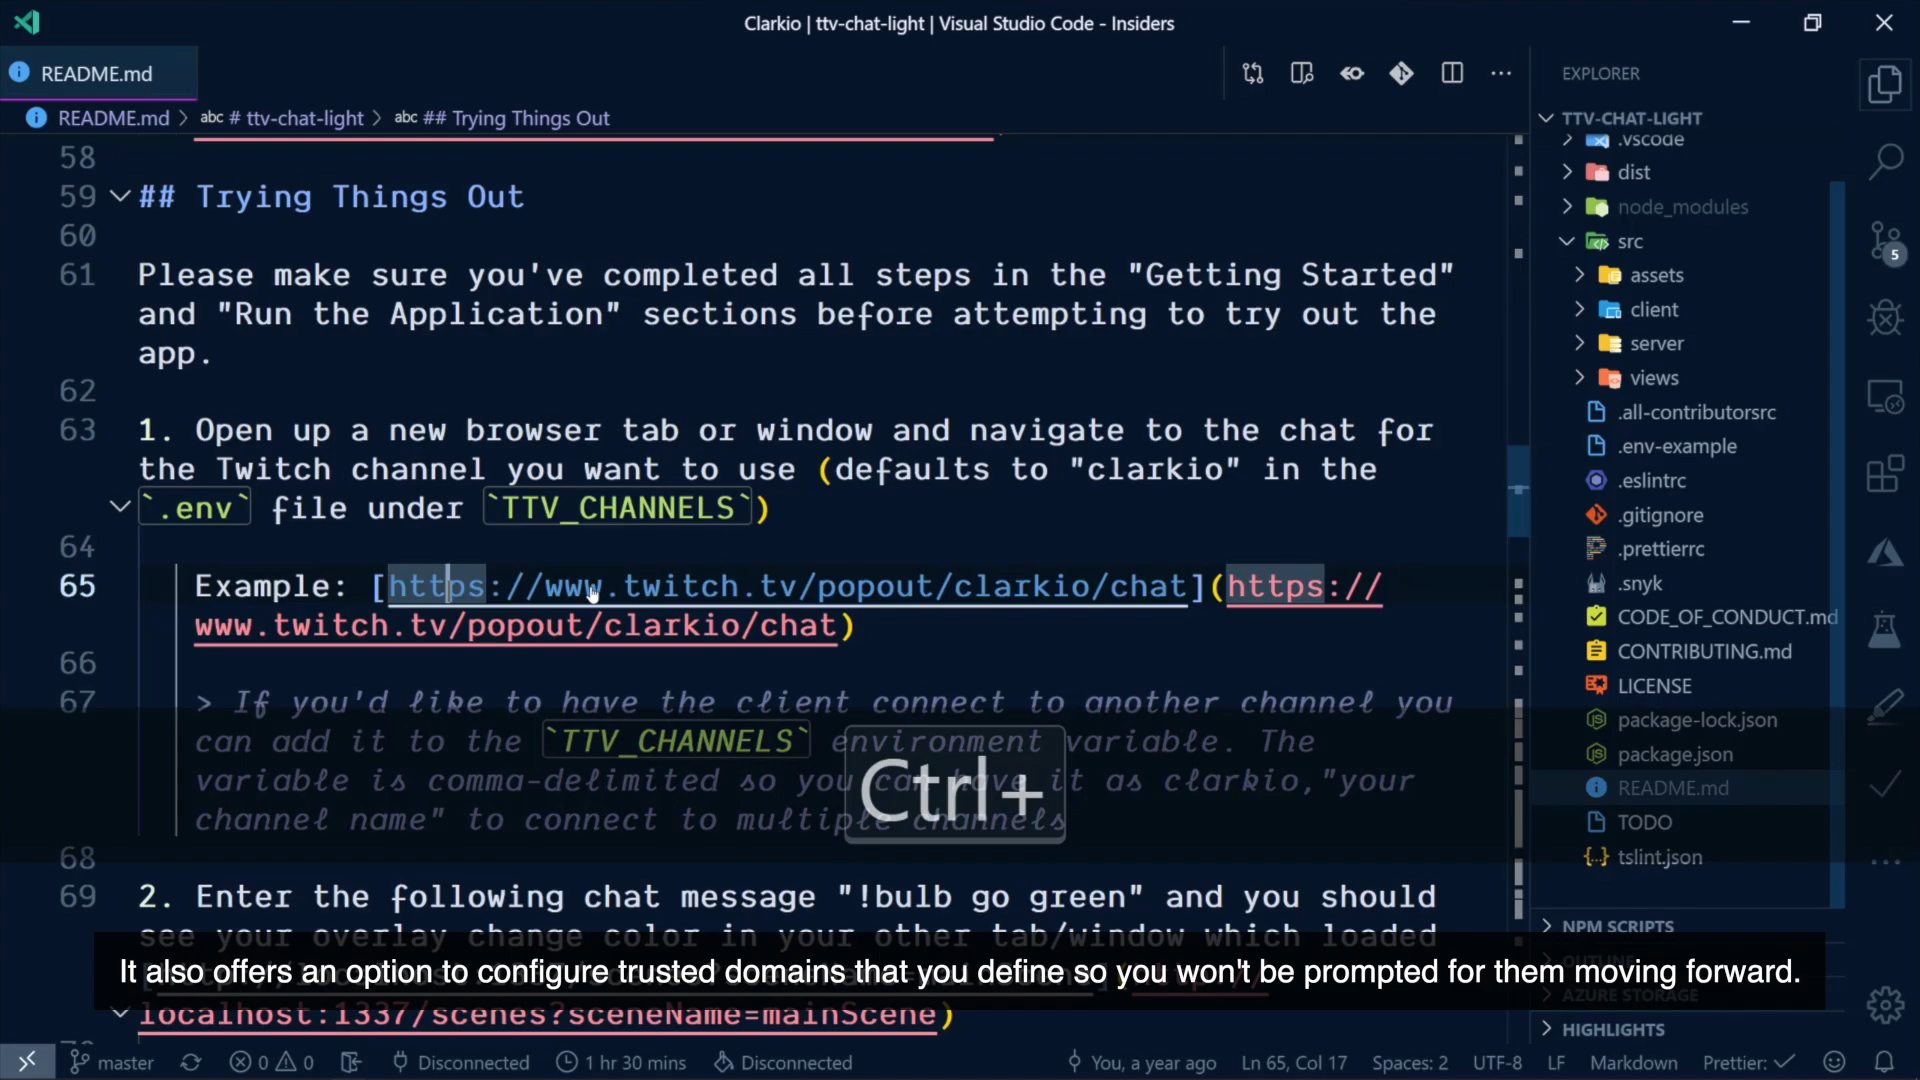 Clarkio | ttv-chat-light | Visual Studio Code - Insiders
README.md
EXPLORER
README.md > abc # ttv-chat-light > abc ## Trying Things Out
TTV-CHAT-LIGHT
58
59 ## Trying Things Out
60
61 Please make sure you've completed all steps in the "Getting Started"
and "Run the Application" sections before attempting to try out the
app.
62
63 1. Open up a new browser tab or window and navigate to the chat for
the Twitch channel you want to use (defaults to "clarkio" in the
`.env` file under `TTV_CHANNELS`)
64
65 Example: [https://www.twitch.tv/popout/clarkio/chat](https://
www.twitch.tv/popout/clarkio/chat)
66
67 > If you'd like to have the client connect to another channel you
can add it to the `TTV_CHANNELS` environment variable. The
variable is comma-delimited so you can have it as clarkio,"your
channel name" to connect to multiple channels
Ctrl+
68
69 2. Enter the following chat message "!bulb go green" and you should
see your overlay change color in your other tab/window which loaded
It also offers an option to configure trusted domains that you define so you won't be prompted for them moving forward.
localhost:1337/scenes?sceneName=mainScene)
.vscode
dist
node_modules
src
5
assets
client
server
views
.all-contributorsrc
.env-example
.eslintrc
.gitignore
.prettierrc
.snyk
CODE_OF_CONDUCT.md
CONTRIBUTING.md
LICENSE
package-lock.json
package.json
README.md
TODO
tslint.json
NPM SCRIPTS
AZURE STORAGE
HIGHLIGHTS
master 0 0 Disconnected 1 hr 30 mins Disconnected You, a year ago Ln 65, Col 17 Spaces: 2 UTF-8 LF Markdown Prettier: ✓